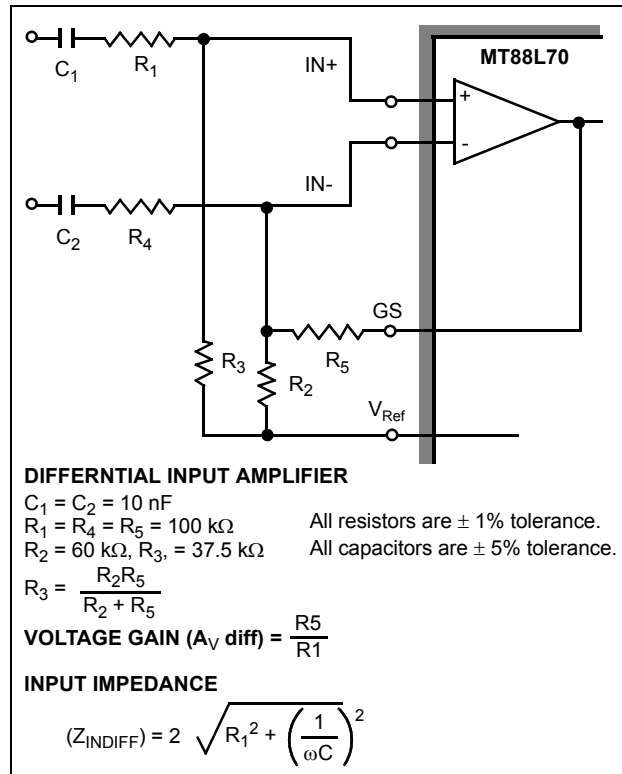 MT88L70
C1
R1
IN+
+
-
IN-
C2
R4
GS
R5
R3
R2
VRef
DIFFERNTIAL INPUT AMPLIFIER
C1 = C2 = 10 nF
R1 = R4 = R5 = 100 kΩ
All resistors are ± 1% tolerance.
R2 = 60 kΩ, R3, = 37.5 kΩ
All capacitors are ± 5% tolerance.
R3 = R2R5 / R2 + R5
VOLTAGE GAIN (AV diff) = R5 / R1
INPUT IMPEDANCE
(ZINDIFF) = 2 √ R1² + (1 / ωC)²